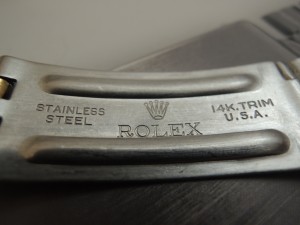 STAINLESS
STEEL
ROLEX
14K.TRIM
U.S.A.